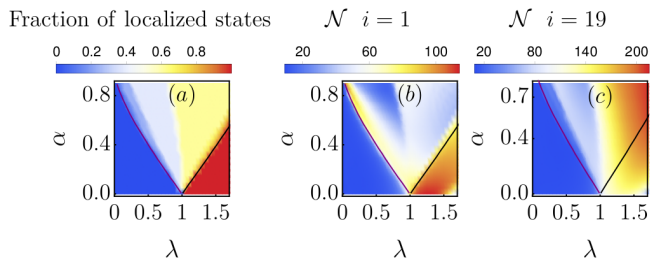 Fraction of localized states
𝒩 i = 1
𝒩 i = 19
0 0.2 0.4 0.6 0.8
20 60 100
20 80 140 200
(a)
(b)
(c)
0.8
0.4
0.0
α
0 0.5 1 1.5
λ
0.8
0.4
0.0
α
0 0.5 1 1.5
λ
0.7
0.4
0.0
α
0 0.5 1 1.5
λ